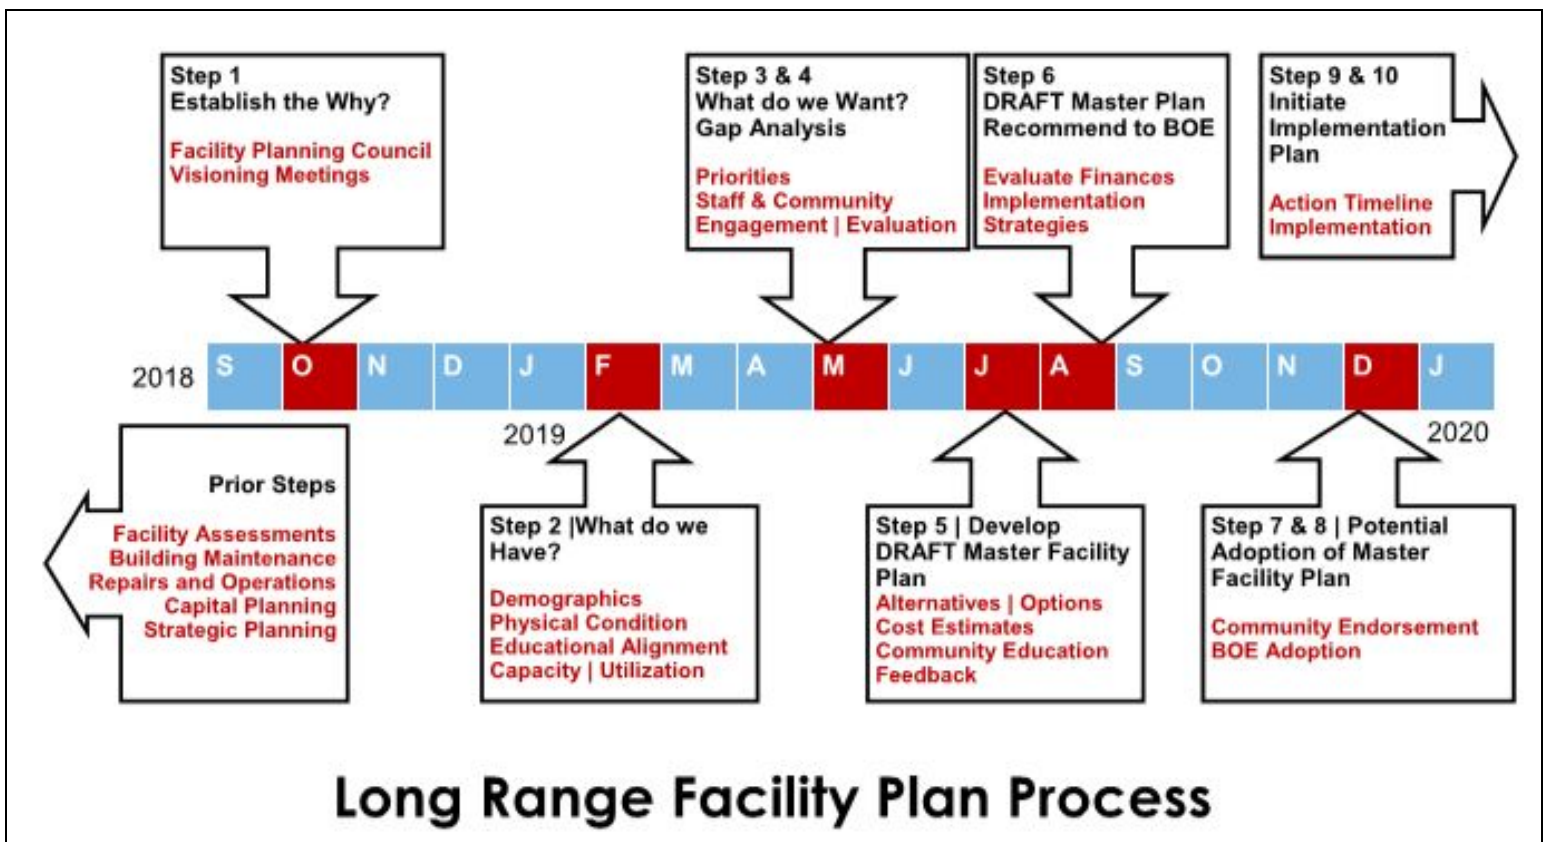 Step 1
Establish the Why?
Facility Planning Council
Visioning Meetings
Step 3 & 4
What do we Want?
Gap Analysis
Priorities
Staff & Community
Engagement | Evaluation
Step 6
DRAFT Master Plan
Recommend to BOE
Evaluate Finances
Implementation
Strategies
Step 9 & 10
Initiate
Implementation
Plan
Action Timeline
Implementation
2018 S O N D J F M A M J J A S O N D J
2019
2020
Prior Steps
Facility Assessments
Building Maintenance
Repairs and Operations
Capital Planning
Strategic Planning
Step 2 |What do we
Have?
Demographics
Physical Condition
Educational Alignment
Capacity | Utilization
Step 5 | Develop
DRAFT Master Facility
Plan
Alternatives | Options
Cost Estimates
Community Education
Feedback
Step 7 & 8 | Potential
Adoption of Master
Facility Plan
Community Endorsement
BOE Adoption
Long Range Facility Plan Process